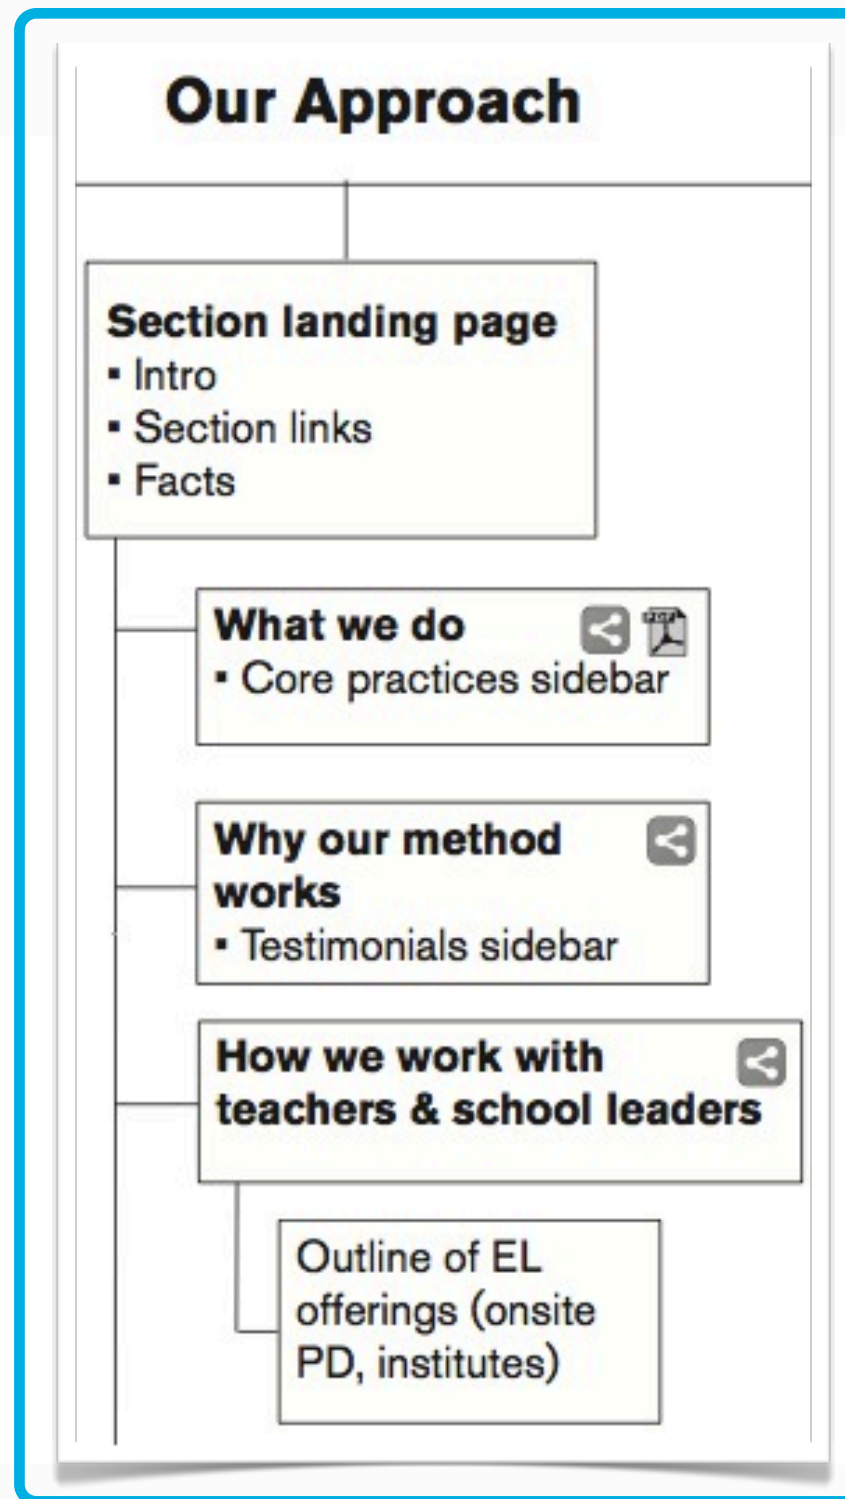 Our Approach
Section landing page
▪ Intro
▪ Section links
▪ Facts
What we do
▪ Core practices sidebar
Why our method
works
▪ Testimonials sidebar
How we work with
teachers & school leaders
Outline of EL
offerings (onsite
PD, institutes)